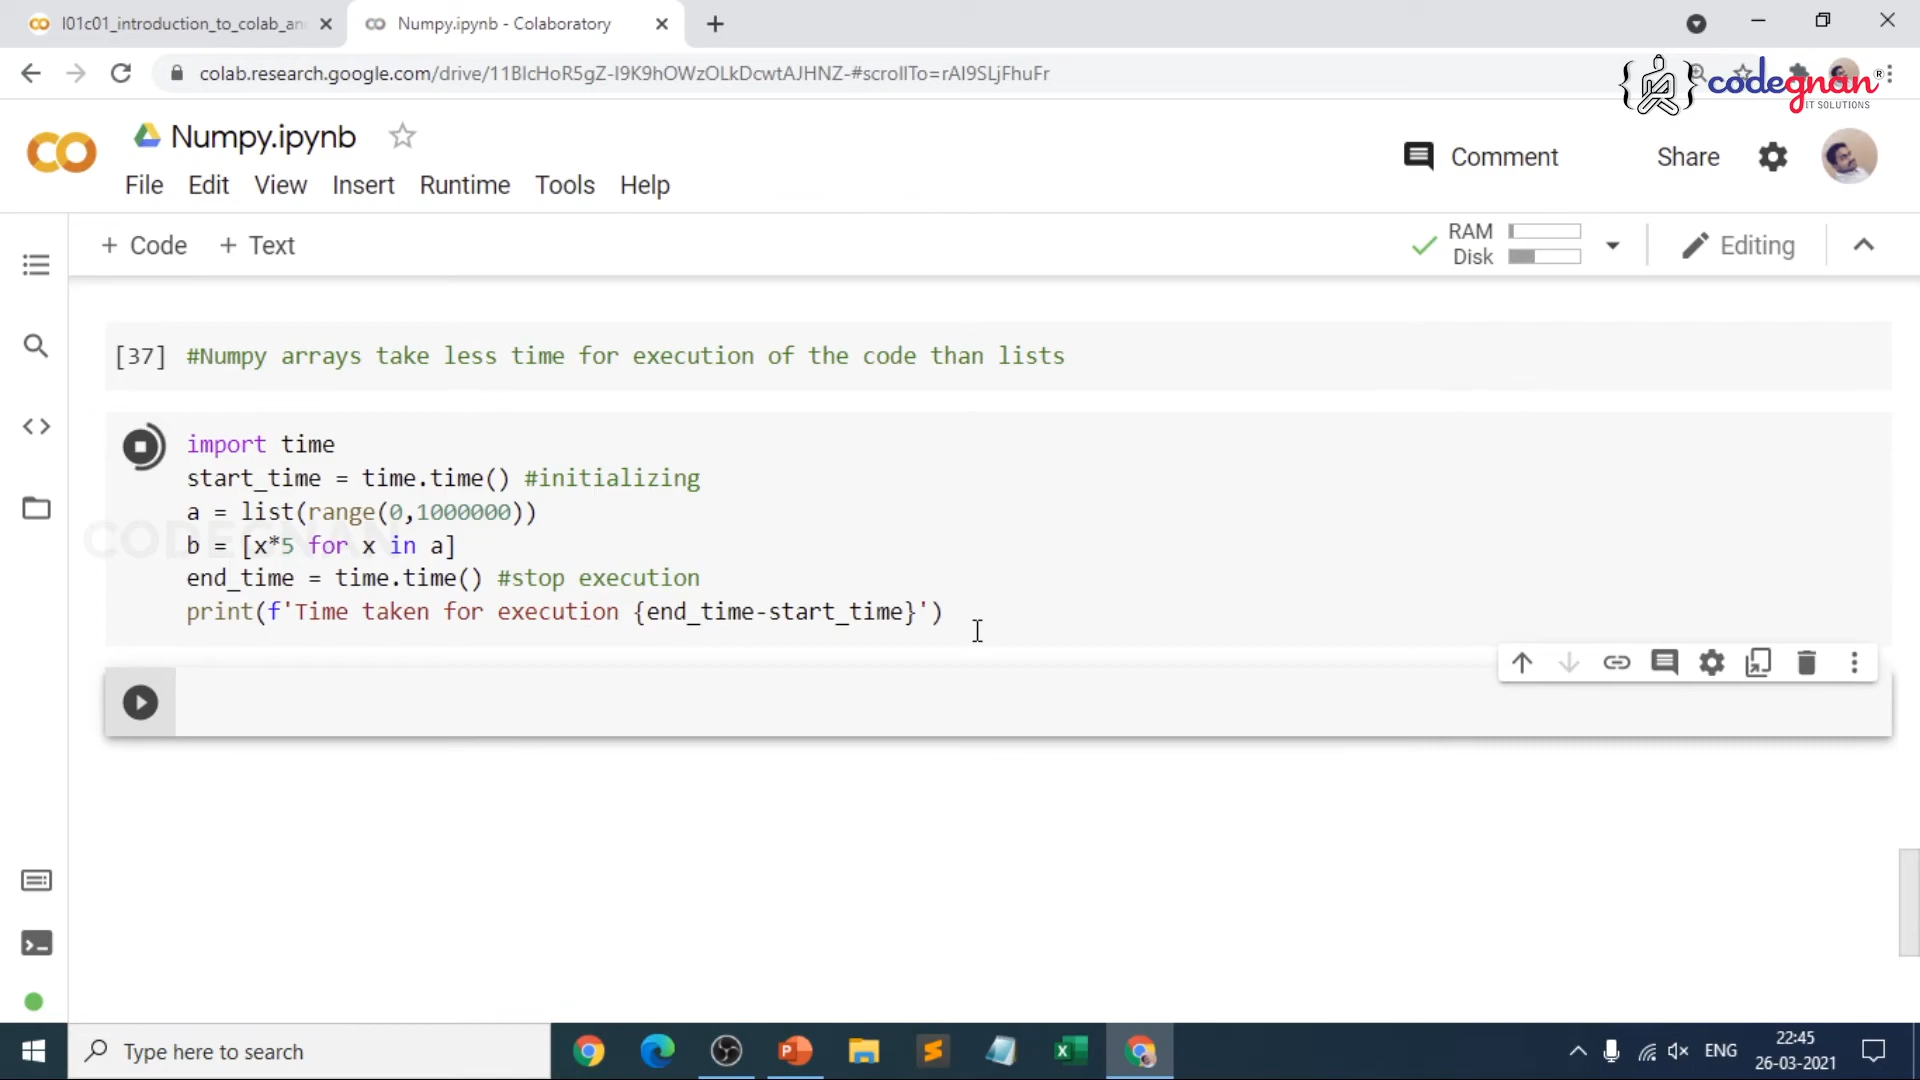 l01c01_introduction_to_colab_an
Numpy.ipynb - Colaboratory
colab.research.google.com/drive/11BlcHoR5gZ-I9K9hOWzOLkDcwtAJHNZ-#scrollTo=rAI9SLjFhuFr
codegnan®
IT SOLUTIONS
Numpy.ipynb
Comment
Share
File Edit View Insert Runtime Tools Help
+ Code + Text
RAM
Disk
Editing
[37] #Numpy arrays take less time for execution of the code than lists
import time
start_time = time.time() #initializing
a = list(range(0,1000000))
CODEGNAN
b = [x*5 for x in a]
end_time = time.time() #stop execution
print(f'Time taken for execution {end_time-start_time}')
Type here to search
ENG
22:45
26-03-2021